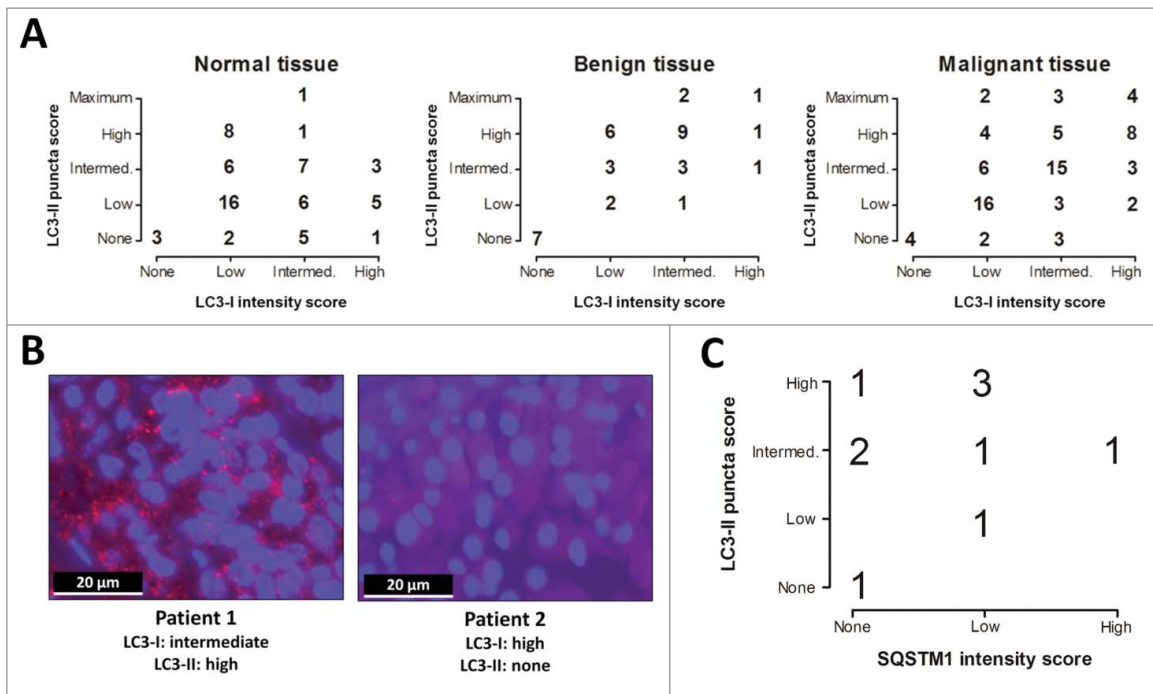 A
Normal tissue
LC3-II puncta score
Maximum 1
High 8 1
Intermed. 6 7 3
Low 16 6 5
None 3 2 5 1
None Low Intermed. High
LC3-I intensity score
Benign tissue
LC3-II puncta score
Maximum 2 1
High 6 9 1
Intermed. 3 3 1
Low 2 1
None 7
None Low Intermed. High
LC3-I intensity score
Malignant tissue
LC3-II puncta score
Maximum 2 3 4
High 4 5 8
Intermed. 6 15 3
Low 16 3 2
None 4 2 3
None Low Intermed. High
LC3-I intensity score
B
20 µm
Patient 1
LC3-I: intermediate
LC3-II: high
20 µm
Patient 2
LC3-I: high
LC3-II: none
C
LC3-II puncta score
High 1 3
Intermed. 2 1 1
Low 1
None 1
None Low High
SQSTM1 intensity score